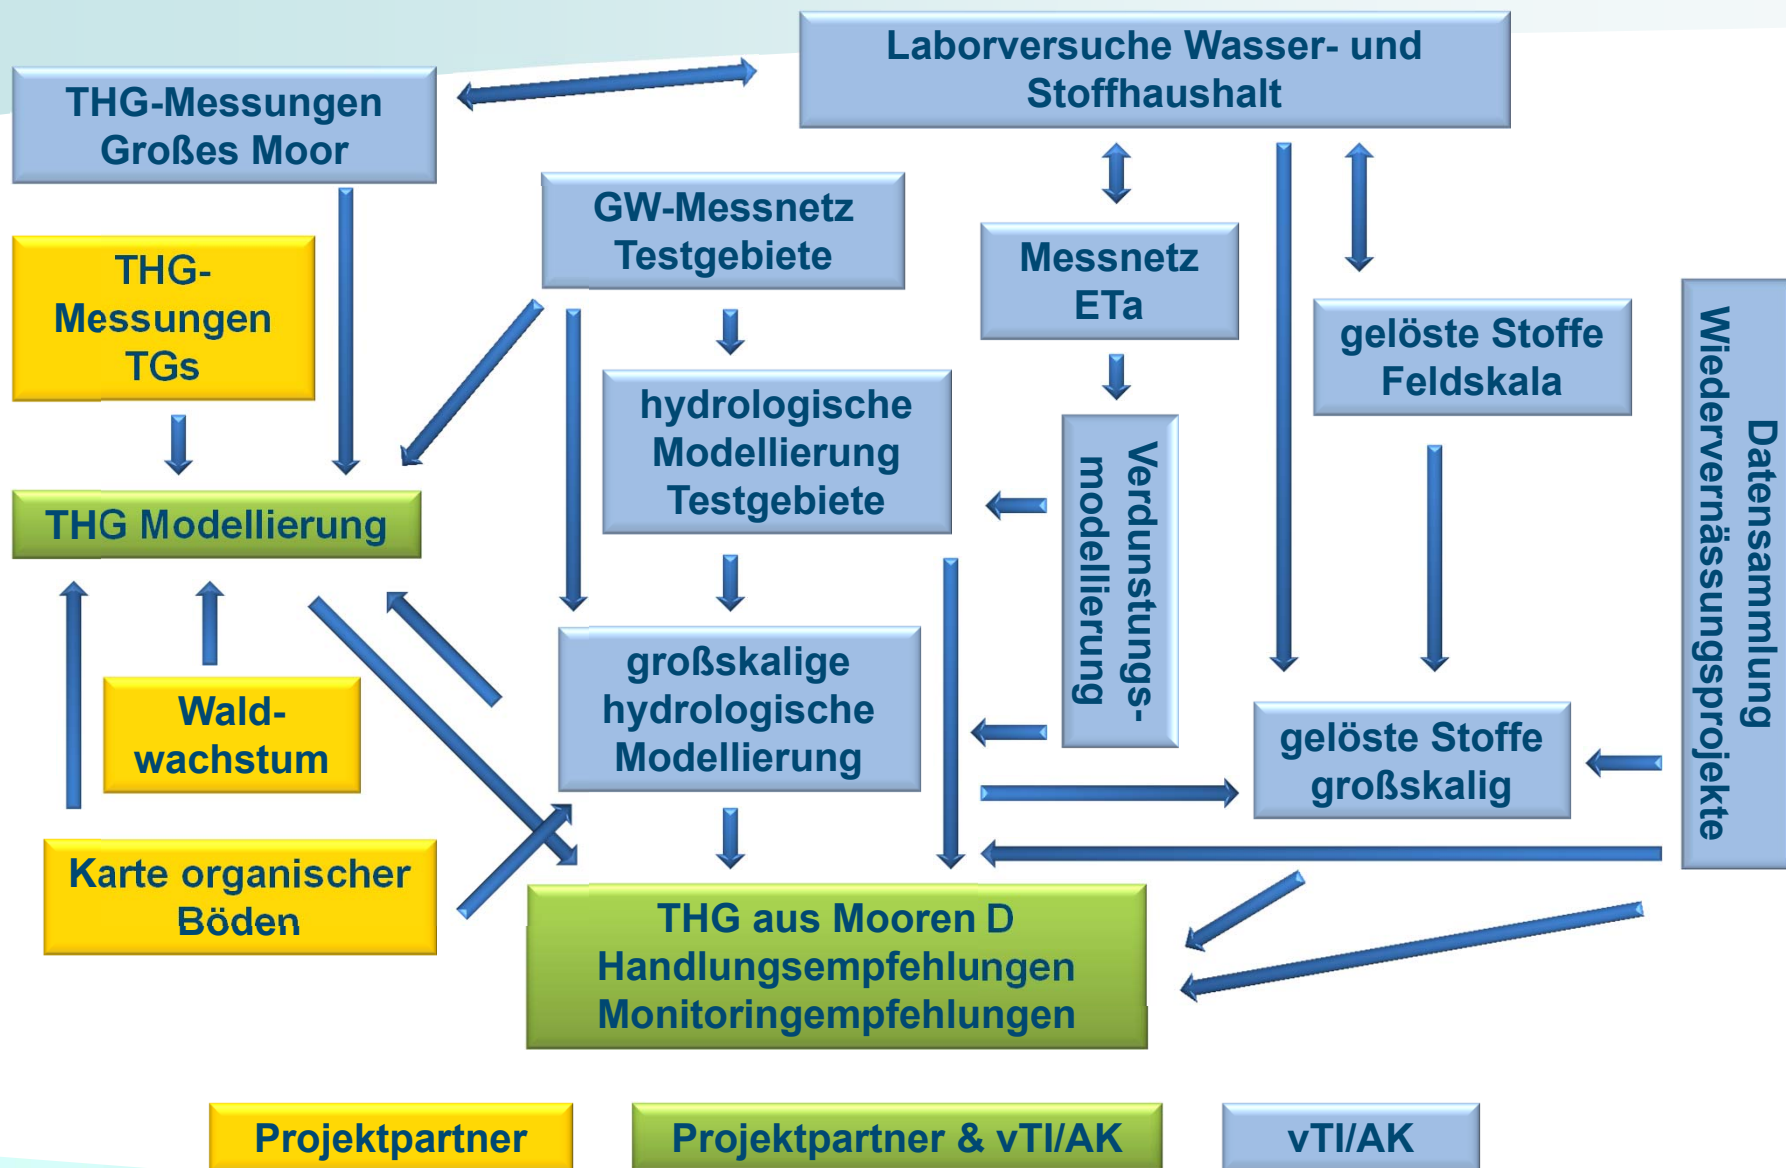 Laborversuche Wasser- und
Stoffhaushalt
THG-Messungen
Großes Moor
GW-Messnetz
Testgebiete
Messnetz
ETa
THG-
Messungen
TGs
gelöste Stoffe
Feldskala
Datensammlung
Wiedervernässungsprojekte
hydrologische
Modellierung
Testgebiete
Verdunstungs-
modellierung
THG Modellierung
großskalige
hydrologische
Modellierung
Wald-
wachstum
gelöste Stoffe
großskalig
Karte organischer
Böden
THG aus Mooren D
Handlungsempfehlungen
Monitoringempfehlungen
Projektpartner
Projektpartner & vTI/AK
vTI/AK